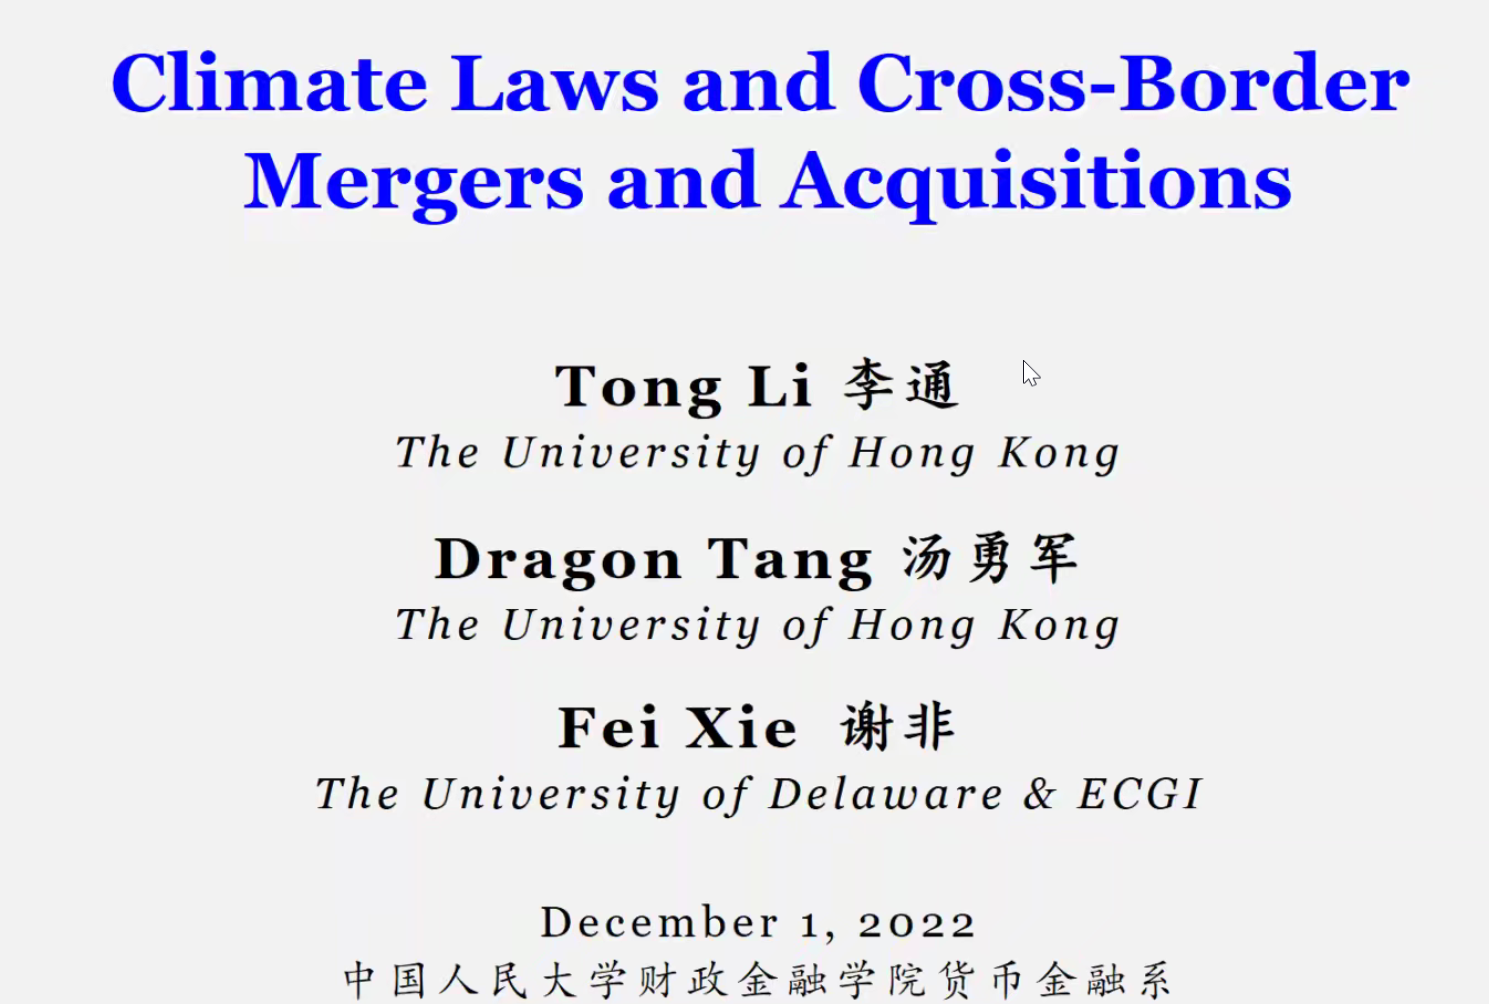 Climate Laws and Cross-Border
Mergers and Acquisitions
Tong Li 李通
The University of Hong Kong
Dragon Tang 汤勇军
The University of Hong Kong
Fei Xie 谢非
The University of Delaware & ECGI
December 1, 2022
中国人民大学财政金融学院货币金融系